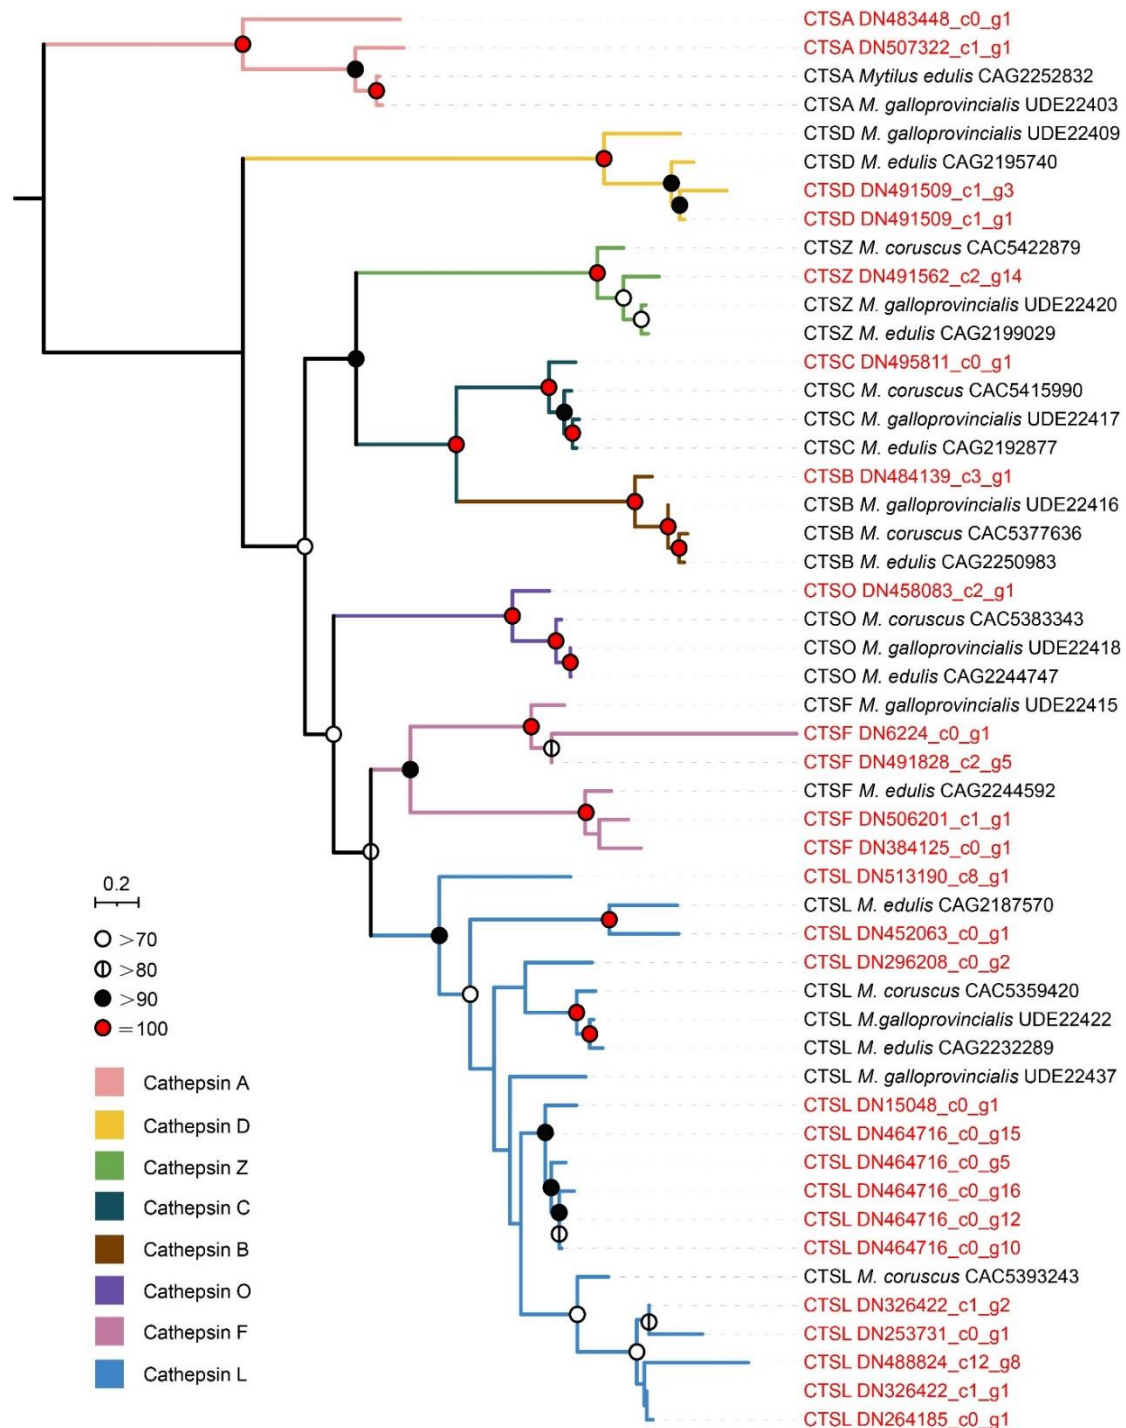 CTSA DN483448_c0_g1
CTSA DN507322_c1_g1
CTSA Mytilus edulis CAG2252832
CTSA M. galloprovincialis UDE22403
CTSD M. galloprovincialis UDE22409
CTSD M. edulis CAG2195740
CTSD DN491509_c1_g3
CTSD DN491509_c1_g1
CTSZ M. coruscus CAC5422879
CTSZ DN491562_c2_g14
CTSZ M. galloprovincialis UDE22420
CTSZ M. edulis CAG2199029
CTSC DN495811_c0_g1
CTSC M. coruscus CAC5415990
CTSC M. galloprovincialis UDE22417
CTSC M. edulis CAG2192877
CTSB DN484139_c3_g1
CTSB M. galloprovincialis UDE22416
CTSB M. coruscus CAC5377636
CTSB M. edulis CAG2250983
CTSO DN458083_c2_g1
CTSO M. coruscus CAC5383343
CTSO M. galloprovincialis UDE22418
CTSO M. edulis CAG2244747
CTSF M. galloprovincialis UDE22415
CTSF DN6224_c0_g1
CTSF DN491828_c2_g5
CTSF M. edulis CAG2244592
CTSF DN506201_c1_g1
CTSF DN384125_c0_g1
CTSL DN513190_c8_g1
CTSL M. edulis CAG2187570
CTSL DN452063_c0_g1
CTSL DN296208_c0_g2
CTSL M. coruscus CAC5359420
CTSL M.galloprovincialis UDE22422
CTSL M. edulis CAG2232289
CTSL M. galloprovincialis UDE22437
CTSL DN15048_c0_g1
CTSL DN464716_c0_g15
CTSL DN464716_c0_g5
CTSL DN464716_c0_g16
CTSL DN464716_c0_g12
CTSL DN464716_c0_g10
CTSL M. coruscus CAC5393243
CTSL DN326422_c1_g2
CTSL DN253731_c0_g1
CTSL DN488824_c12_g8
CTSL DN326422_c1_g1
CTSL DN264185_c0_g1
0.2
>70
>80
>90
=100
Cathepsin A
Cathepsin D
Cathepsin Z
Cathepsin C
Cathepsin B
Cathepsin O
Cathepsin F
Cathepsin L